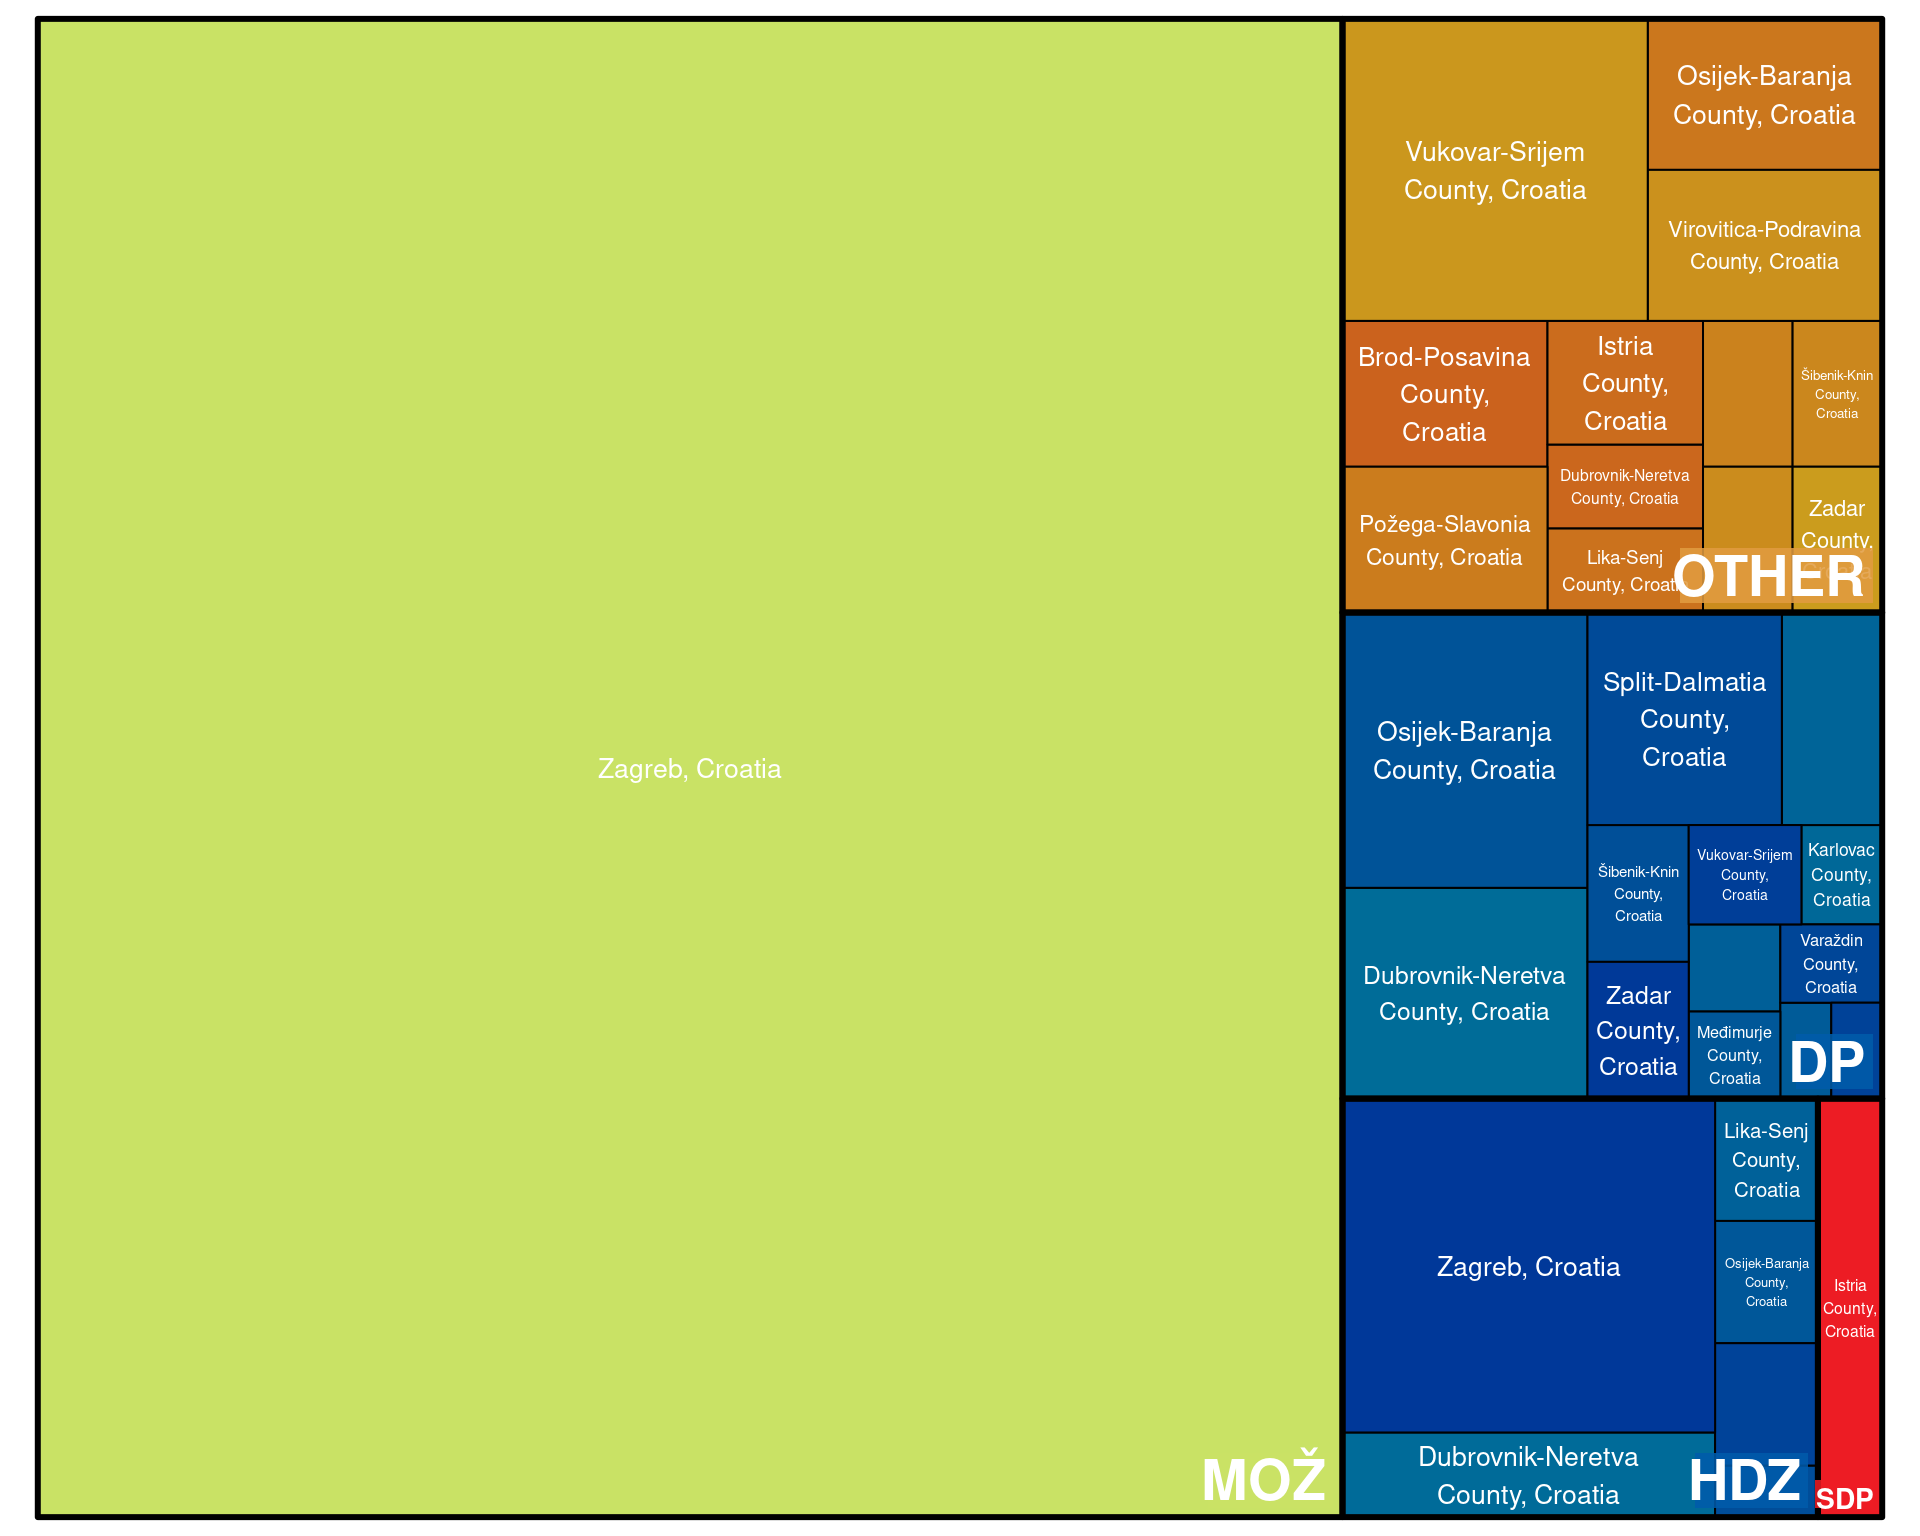 Zagreb, Croatia
MOŽ
Vukovar-Srijem
County, Croatia
Osijek-Baranja
County, Croatia
Virovitica-Podravina
County, Croatia
Brod-Posavina
County,
Croatia
Istria
County,
Croatia
Šibenik-Knin
County,
Croatia
Požega-Slavonia
County, Croatia
Dubrovnik-Neretva
County, Croatia
Lika-Senj
County, Croatia
Zadar
County,
Croatia
OTHER
Osijek-Baranja
County, Croatia
Split-Dalmatia
County,
Croatia
Dubrovnik-Neretva
County, Croatia
Šibenik-Knin
County,
Croatia
Vukovar-Srijem
County,
Croatia
Karlovac
County,
Croatia
Zadar
County,
Croatia
Varaždin
County,
Croatia
Međimurje
County,
Croatia
DP
Zagreb, Croatia
Lika-Senj
County,
Croatia
Osijek-Baranja
County,
Croatia
Dubrovnik-Neretva
County, Croatia
HDZ
Istria
County,
Croatia
SDP